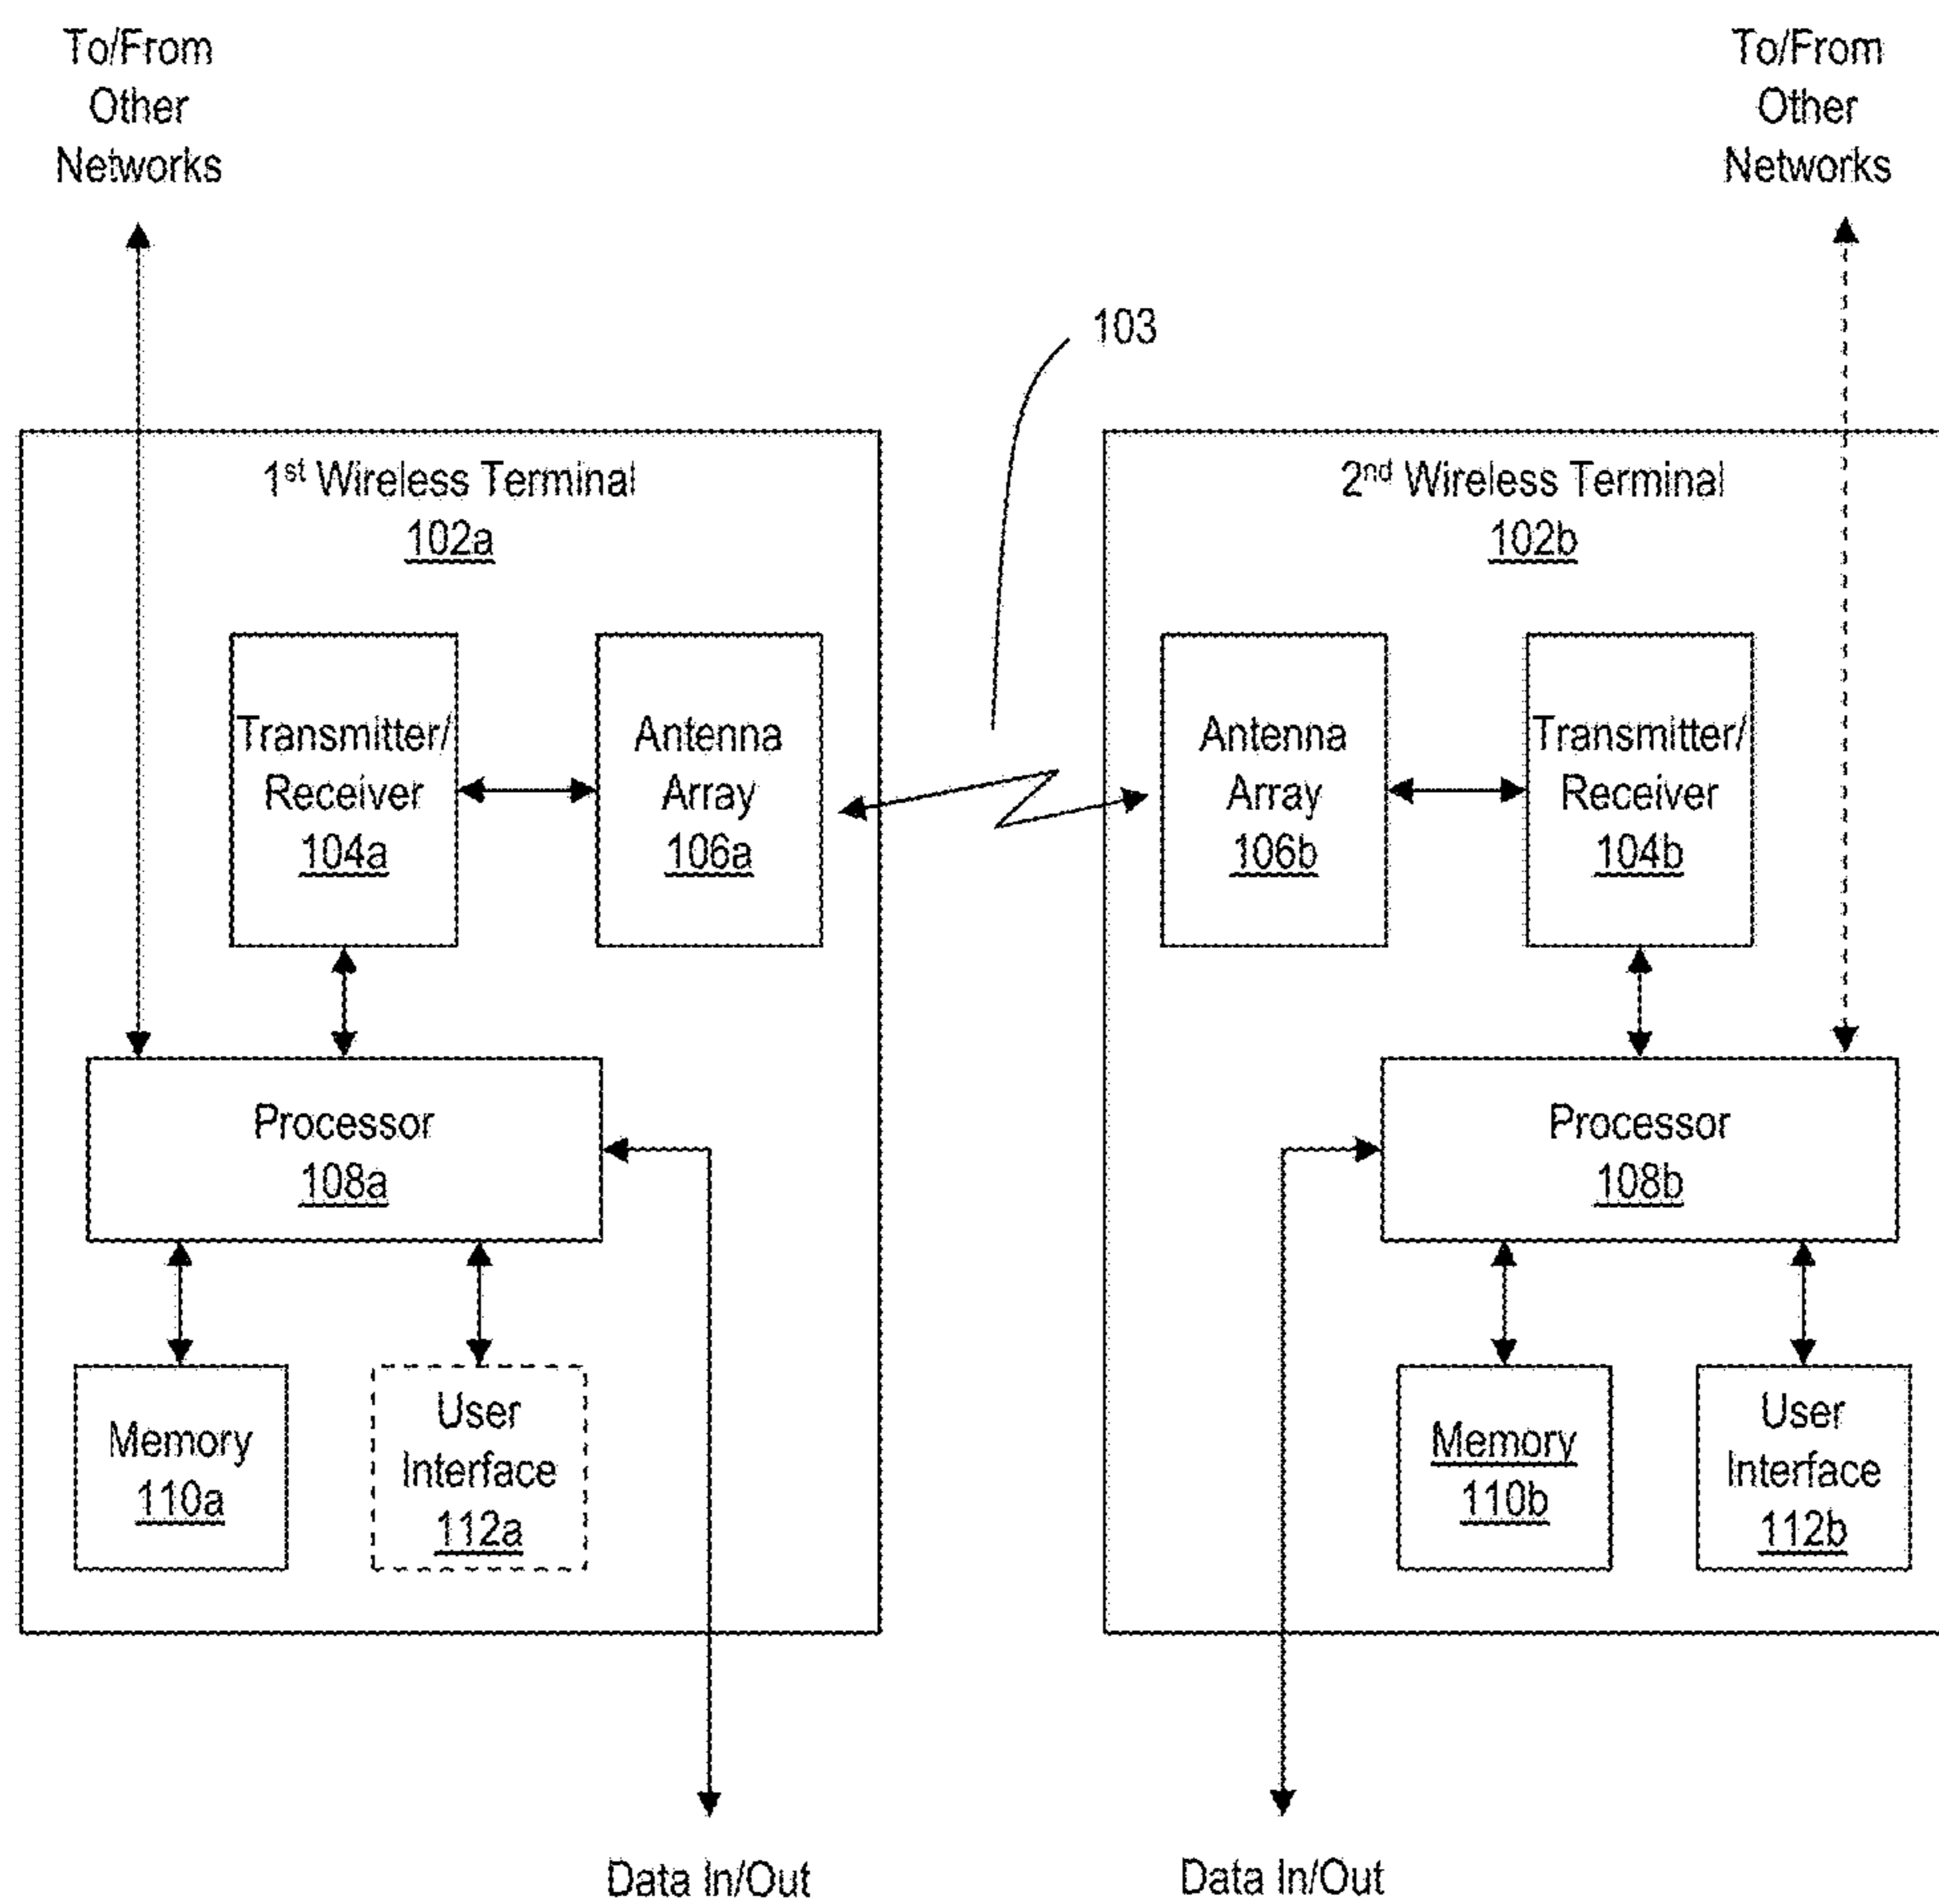 To/From
Other
Networks
To/From
Other
Networks
103
1st Wireless Terminal
102a
2nd Wireless Terminal
102b
Transmitter/
Receiver
104a
Antenna
Array
106a
Antenna
Array
106b
Transmitter/
Receiver
104b
Processor
108a
Processor
108b
Memory
110a
User
Interface
112a
Memory
110b
User
Interface
112b
Data In/Out
Data In/Out